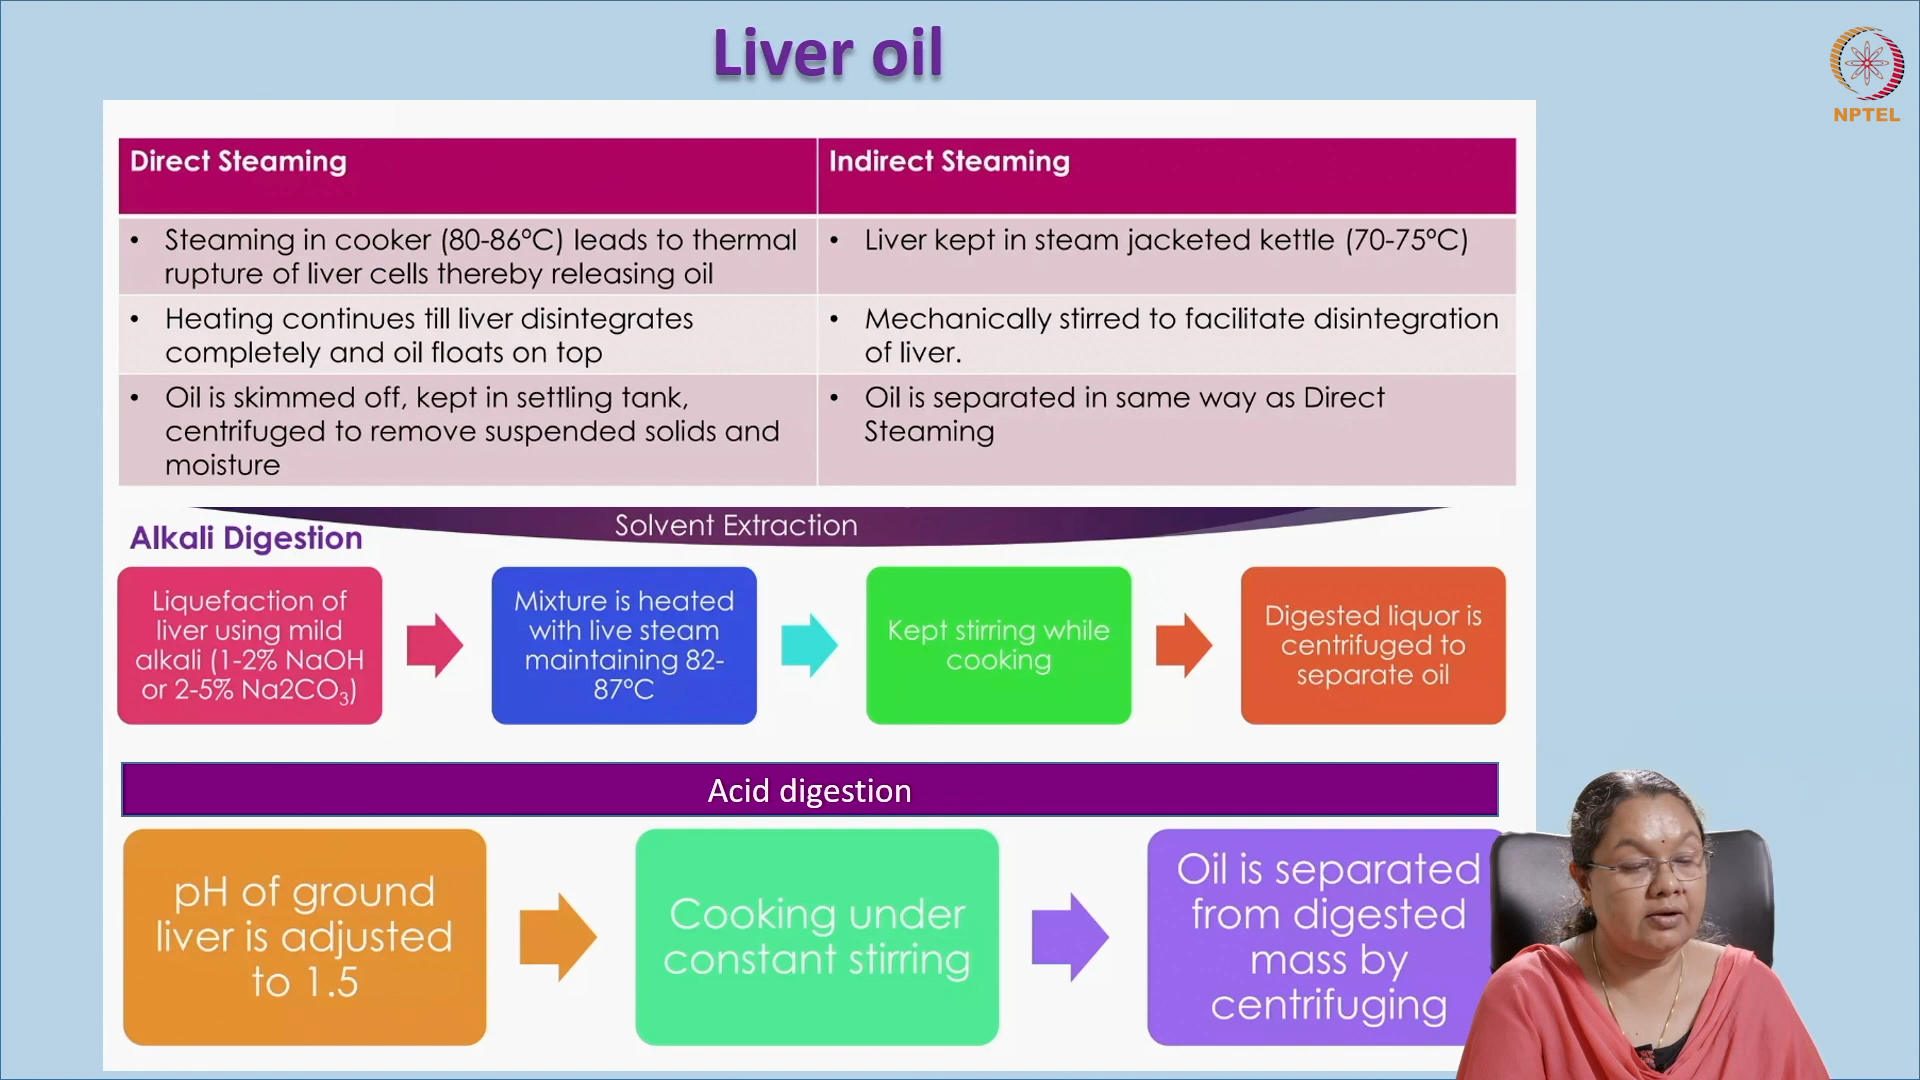 Liver oil
NPTEL
Direct Steaming
Indirect Steaming
• Steaming in cooker (80-86ºC) leads to thermal
rupture of liver cells thereby releasing oil
• Liver kept in steam jacketed kettle (70-75ºC)
• Heating continues till liver disintegrates
completely and oil floats on top
• Mechanically stirred to facilitate disintegration
of liver.
• Oil is skimmed off, kept in settling tank,
centrifuged to remove suspended solids and
moisture
• Oil is separated in same way as Direct
Steaming
Solvent Extraction
Alkali Digestion
Liquefaction of
liver using mild
alkali (1-2% NaOH
or 2-5% Na2CO₃)
Mixture is heated
with live steam
maintaining 82-
87ºC
Kept stirring while
cooking
Digested liquor is
centrifuged to
separate oil
Acid digestion
pH of ground
liver is adjusted
to 1.5
Cooking under
constant stirring
Oil is separated
from digested
mass by
centrifuging